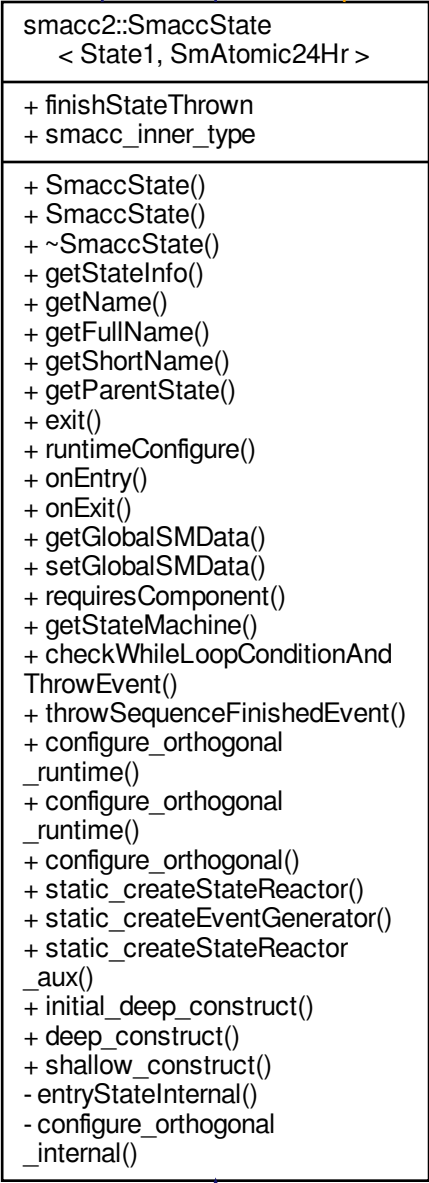 smacc2::SmaccState
< State1, SmAtomic24Hr >
+ finishStateThrown
+ smacc_inner_type
+ SmaccState()
+ SmaccState()
+ ~SmaccState()
+ getStateInfo()
+ getName()
+ getFullName()
+ getShortName()
+ getParentState()
+ exit()
+ runtimeConfigure()
+ onEntry()
+ onExit()
+ getGlobalSMData()
+ setGlobalSMData()
+ requiresComponent()
+ getStateMachine()
+ checkWhileLoopConditionAnd
ThrowEvent()
+ throwSequenceFinishedEvent()
+ configure_orthogonal
_runtime()
+ configure_orthogonal
_runtime()
+ configure_orthogonal()
+ static_createStateReactor()
+ static_createEventGenerator()
+ static_createStateReactor
_aux()
+ initial_deep_construct()
+ deep_construct()
+ shallow_construct()
- entryStateInternal()
- configure_orthogonal
_internal()